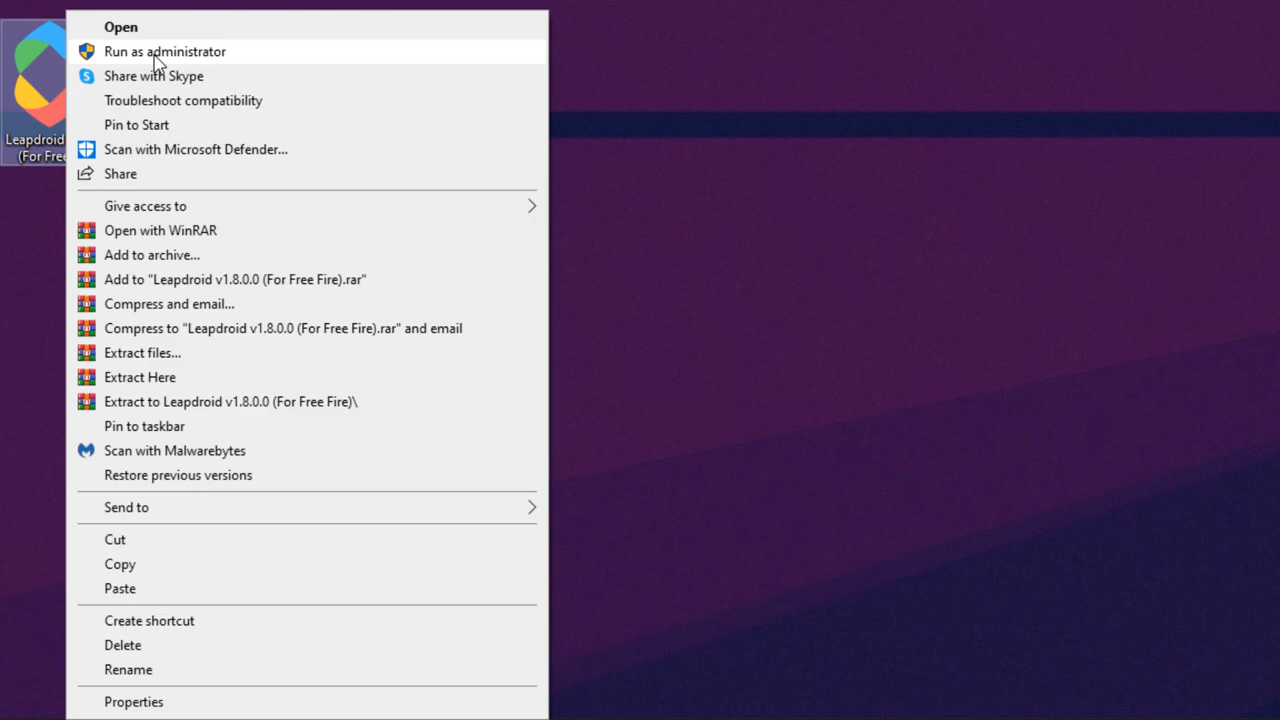 Leapdroid
(For Free
Open
Run as administrator
Share with Skype
Troubleshoot compatibility
Pin to Start
Scan with Microsoft Defender...
Share
Give access to
Open with WinRAR
Add to archive...
Add to "Leapdroid v1.8.0.0 (For Free Fire).rar"
Compress and email...
Compress to "Leapdroid v1.8.0.0 (For Free Fire).rar" and email
Extract files...
Extract Here
Extract to Leapdroid v1.8.0.0 (For Free Fire)\
Pin to taskbar
Scan with Malwarebytes
Restore previous versions
Send to
Cut
Copy
Paste
Create shortcut
Delete
Rename
Properties